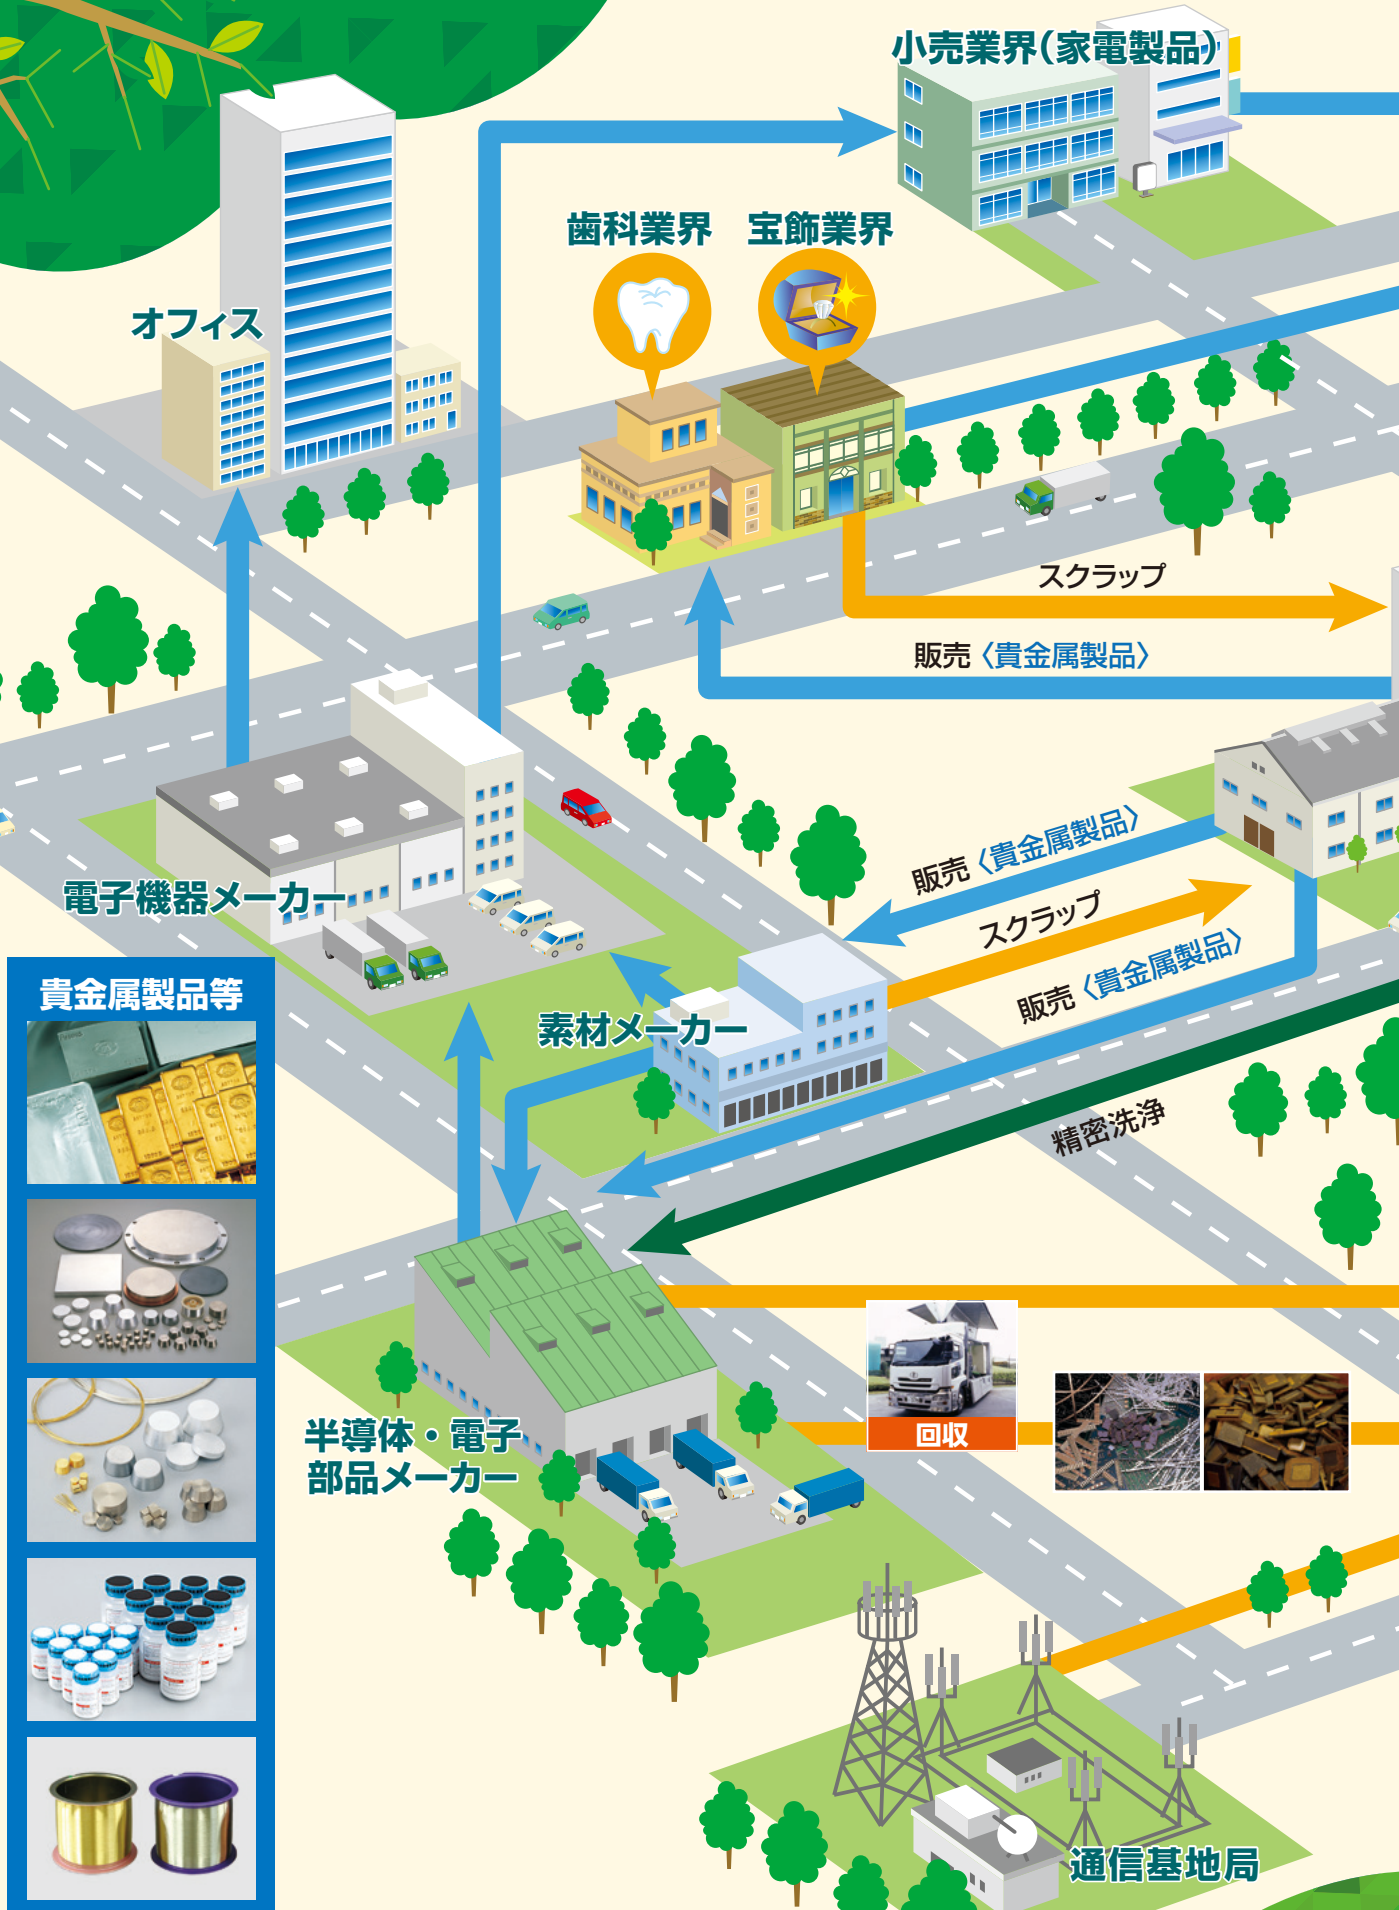 小売業界（家電製品）
歯科業界
宝飾業界
オフィス
スクラップ
販売〈貴金属製品〉
販売〈貴金属製品〉
スクラップ
販売〈貴金属製品〉
電子機器メーカー
貴金属製品等
素材メーカー
精密洗浄
回収
半導体・電子
部品メーカー
通信基地局